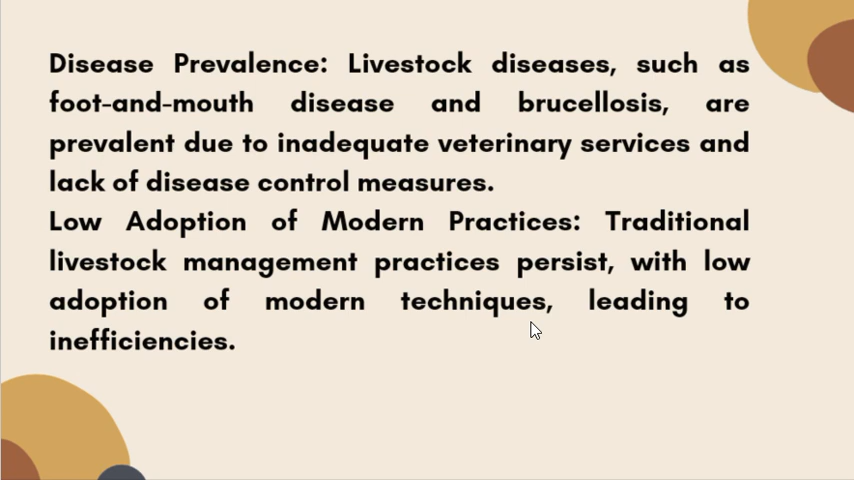 Disease Prevalence: Livestock diseases, such as
foot-and-mouth disease and brucellosis, are
prevalent due to inadequate veterinary services and
lack of disease control measures.
Low Adoption of Modern Practices: Traditional
livestock management practices persist, with low
adoption of modern techniques, leading to
inefficiencies.